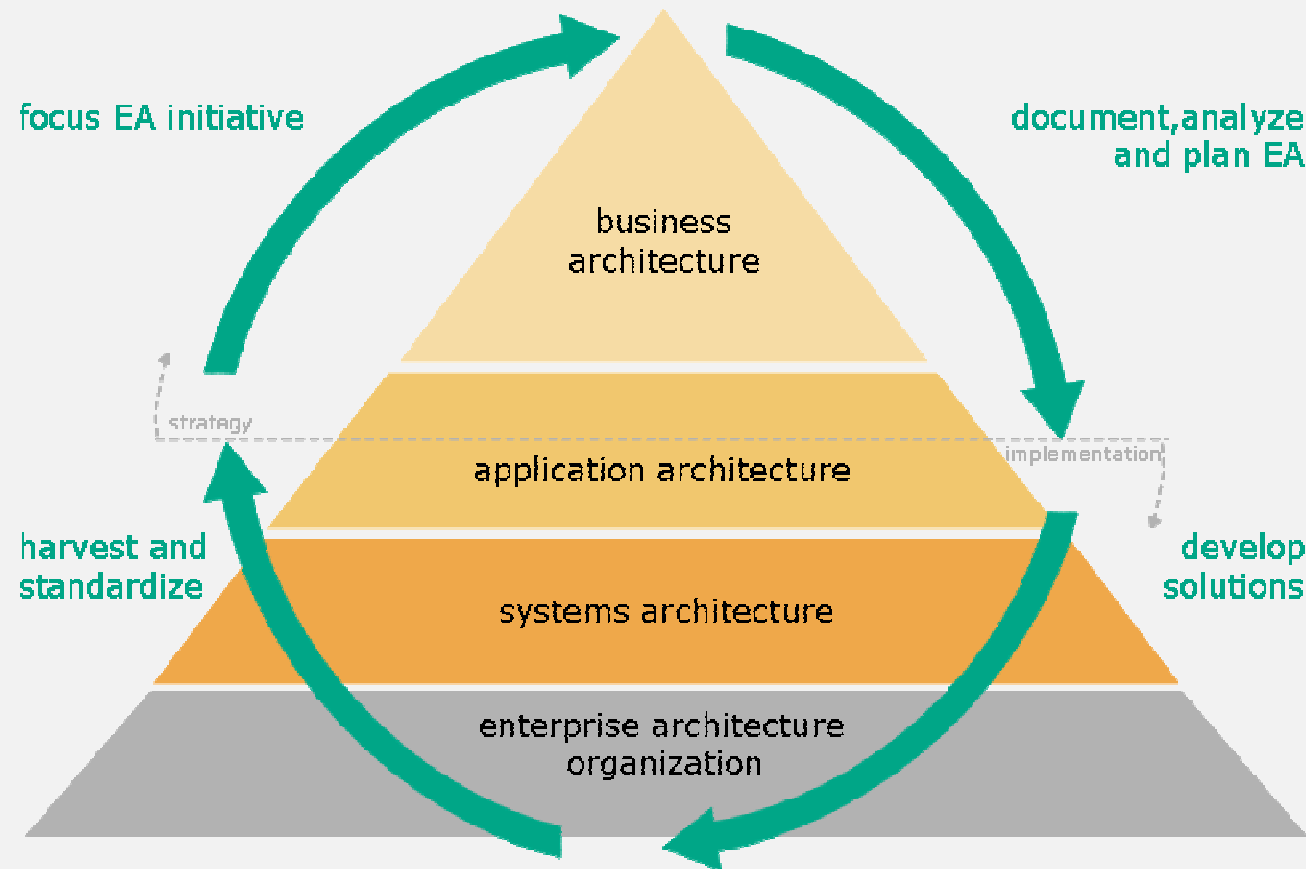 focus EA initiative
document,analyze
and plan EA
business
architecture
strategy
application architecture
implementation
harvest and
standardize
develop
solutions
systems architecture
enterprise architecture
organization